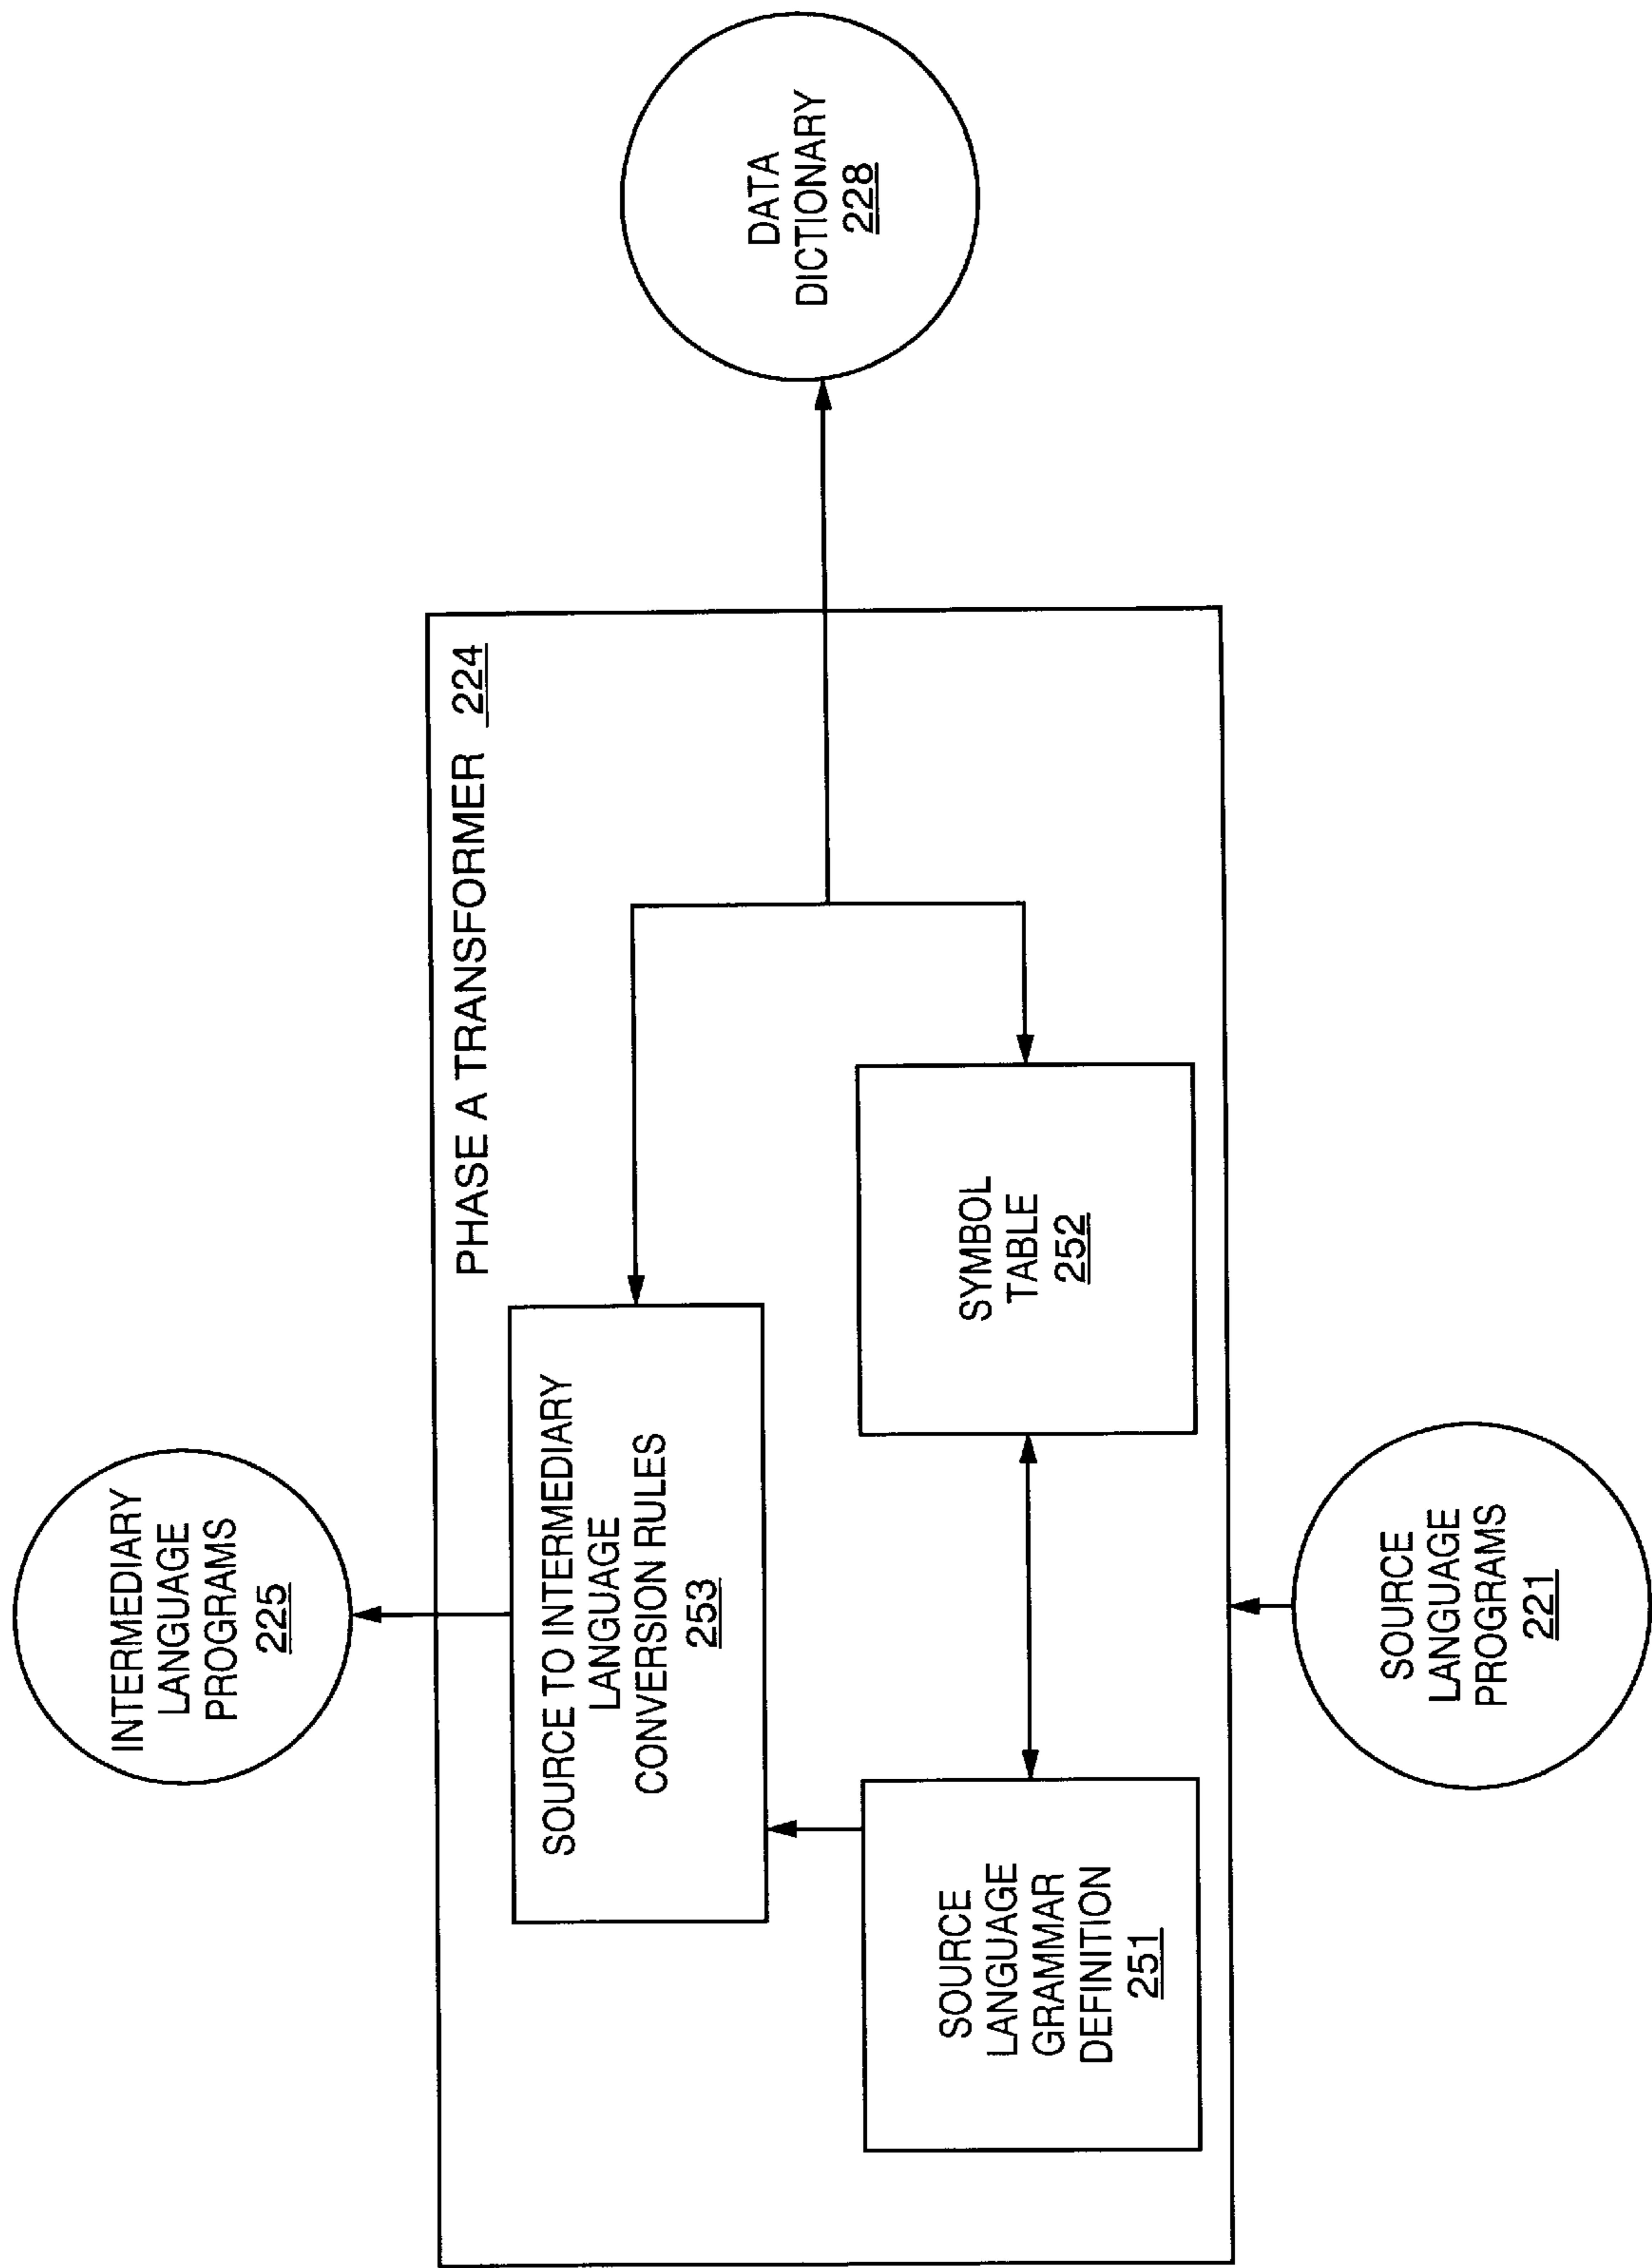 INTERMEDIARY
LANGUAGE
PROGRAMS
225
PHASE A TRANSFORMER 224
SOURCE TO INTERMEDIARY
LANGUAGE
CONVERSION RULES
253
SOURCE
LANGUAGE
GRAMMAR
DEFINITION
251
SYMBOL
TABLE
252
DATA
DICTIONARY
228
SOURCE
LANGUAGE
PROGRAMS
221